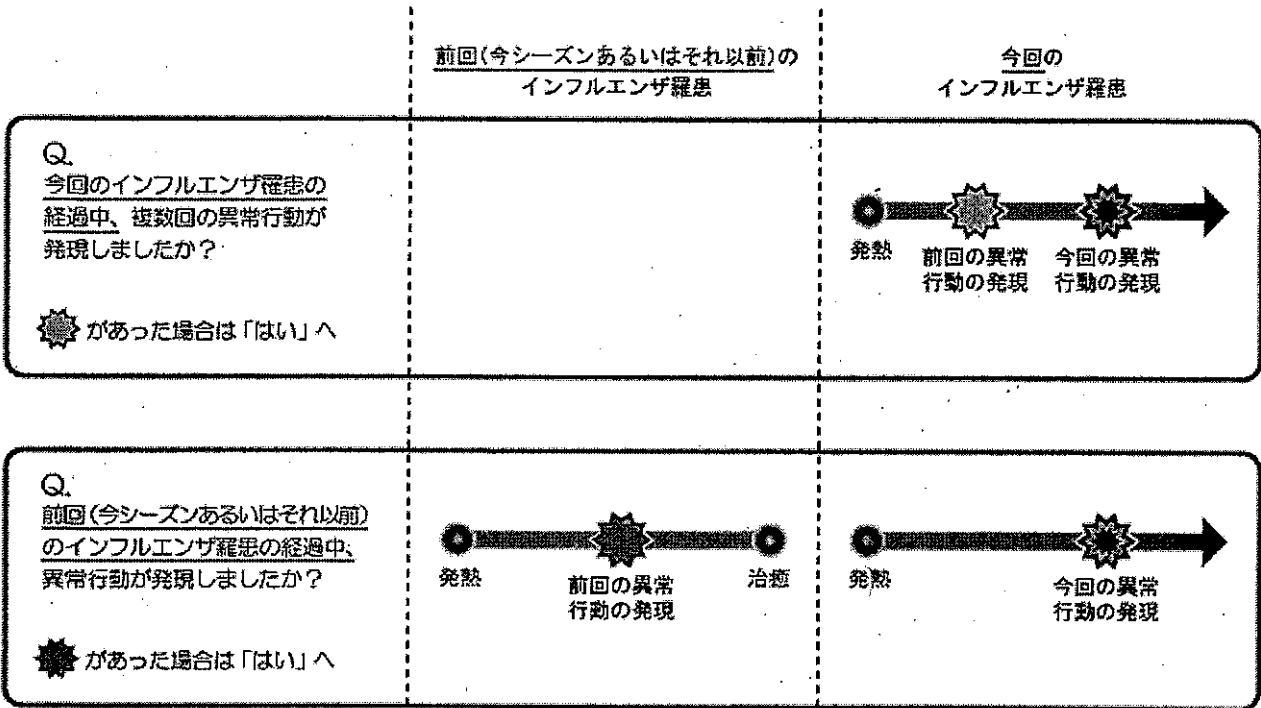 前回(今シーズンあるいはそれ以前)の
インフルエンザ羅患
今回の
インフルエンザ羅患
Q.
今回のインフルエンザ罹患の
経過中、複数回の異常行動が
発現しましたか？
があった場合は「はい」へ
発熱
前回の異常
行動の発現
今回の異常
行動の発現
Q.
前回(今シーズンあるいはそれ以前)
のインフルエンザ羅患の経過中、
異常行動が発現しましたか？
があった場合は「はい」へ
発熱
前回の異常
行動の発現
治癒
発熱
今回の異常
行動の発現